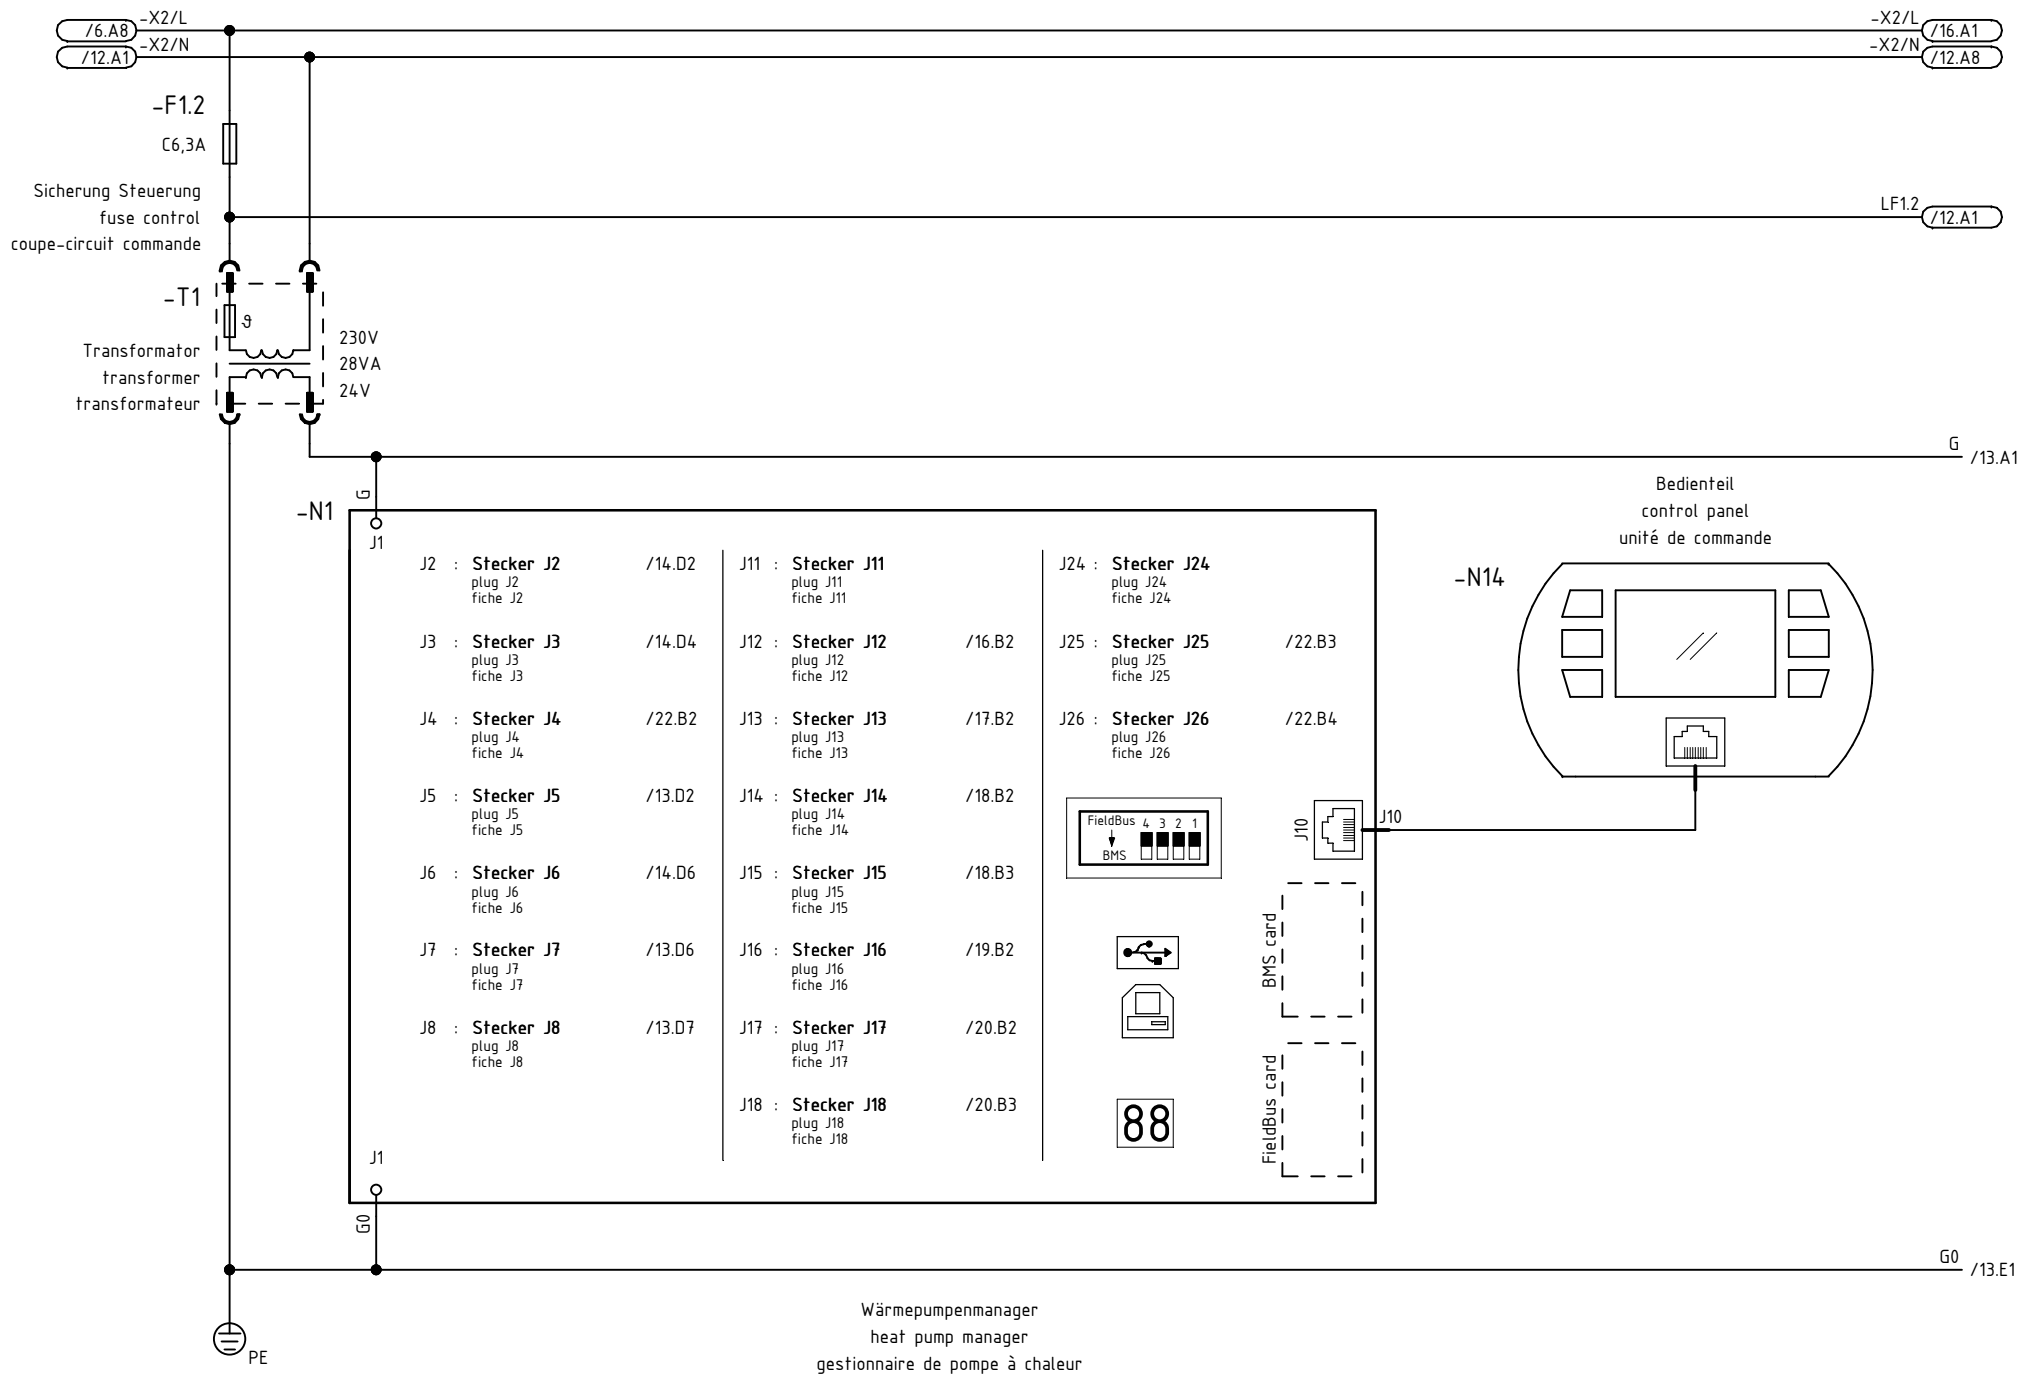 -X2/L
/6.A8
-X2/N
/12.A1
-X2/L
/16.A1
-X2/N
/12.A8
-F1.2
C6,3A
Sicherung Steuerung
fuse control
coupe-circuit commande
LF1.2
/12.A1
-T1
ϑ
Transformator
transformer
transformateur
230V
28VA
24V
G
/13.A1
G
-N1
J1
J2 : Stecker J2 /14.D2
plug J2
fiche J2
J3 : Stecker J3 /14.D4
plug J3
fiche J3
J4 : Stecker J4 /22.B2
plug J4
fiche J4
J5 : Stecker J5 /13.D2
plug J5
fiche J5
J6 : Stecker J6 /14.D6
plug J6
fiche J6
J7 : Stecker J7 /13.D6
plug J7
fiche J7
J8 : Stecker J8 /13.D7
plug J8
fiche J8
J11 : Stecker J11
plug J11
fiche J11
J12 : Stecker J12 /16.B2
plug J12
fiche J12
J13 : Stecker J13 /17.B2
plug J13
fiche J13
J14 : Stecker J14 /18.B2
plug J14
fiche J14
J15 : Stecker J15 /18.B3
plug J15
fiche J15
J16 : Stecker J16 /19.B2
plug J16
fiche J16
J17 : Stecker J17 /20.B2
plug J17
fiche J17
J18 : Stecker J18 /20.B3
plug J18
fiche J18
J24 : Stecker J24
plug J24
fiche J24
J25 : Stecker J25 /22.B3
plug J25
fiche J25
J26 : Stecker J26 /22.B4
plug J26
fiche J26
FieldBus 4 3 2 1
BMS
J10
J10
BMS card
FieldBus card
88
Bedienteil
control panel
unité de commande
-N14
J1
G0
G0
/13.E1
PE
Wärmepumpenmanager
heat pump manager
gestionnaire de pompe à chaleur